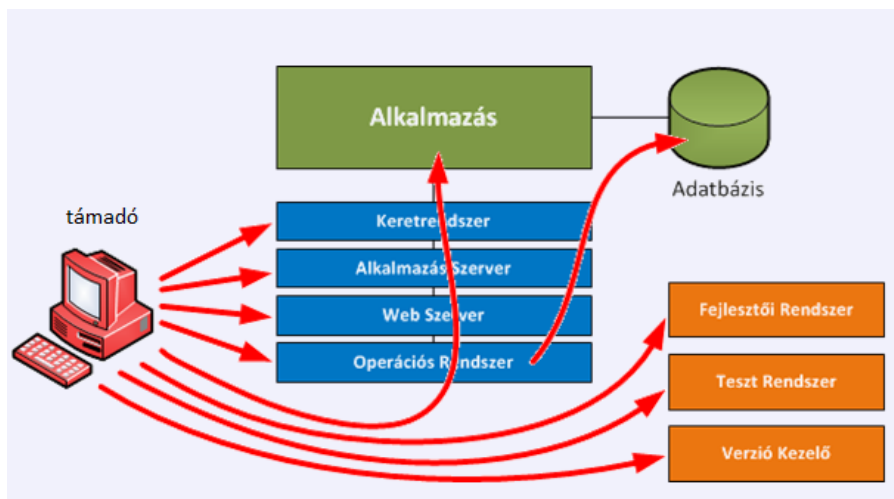 Alkalmazás
Adatbázis
támadó
Keretrendszer
Alkalmazás Szerver
Web Szerver
Operációs Rendszer
Fejlesztői Rendszer
Teszt Rendszer
Verzió Kezelő